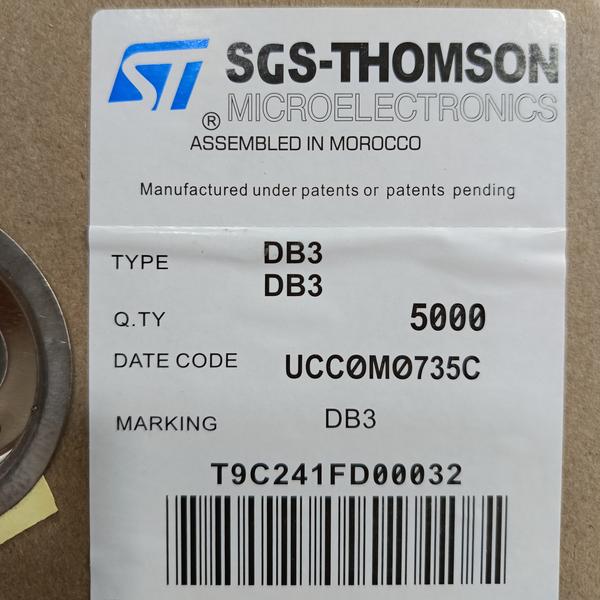 ST SGS-THOMSON
® MICROELECTRONICS
ASSEMBLED IN MOROCCO
Manufactured under patents or patents pending
TYPE DB3
DB3
Q.TY 5000
DATE CODE UCC0M0735C
MARKING DB3
T9C241FD00032